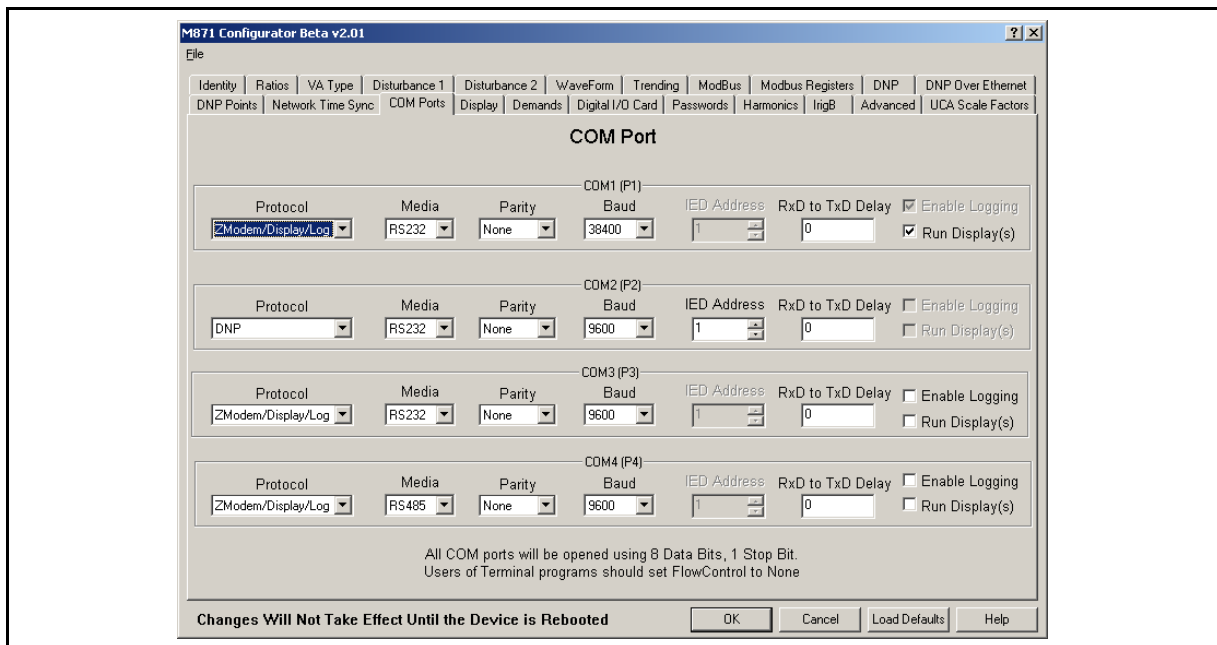 M871 Configurator Beta v2.01
File
Identity Ratios VA Type Disturbance 1 Disturbance 2 WaveForm Trending ModBus Modbus Registers DNP DNP Over Ethernet
DNP Points Network Time Sync COM Ports Display Demands Digital I/O Card Passwords Harmonics IrigB Advanced UCA Scale Factors
COM Port
COM1 (P1)
Protocol Media Parity Baud IED Address RxD to TxD Delay Enable Logging
ZModem/Display/Log RS232 None 38400 1 0 Run Display(s)
COM2 (P2)
Protocol Media Parity Baud IED Address RxD to TxD Delay Enable Logging
DNP RS232 None 9600 1 0 Run Display(s)
COM3 (P3)
Protocol Media Parity Baud IED Address RxD to TxD Delay Enable Logging
ZModem/Display/Log RS232 None 9600 1 0 Run Display(s)
COM4 (P4)
Protocol Media Parity Baud IED Address RxD to TxD Delay Enable Logging
ZModem/Display/Log RS485 None 9600 1 0 Run Display(s)
All COM ports will be opened using 8 Data Bits, 1 Stop Bit.
Users of Terminal programs should set FlowControl to None
Changes Will Not Take Effect Until the Device is Rebooted OK Cancel Load Defaults Help